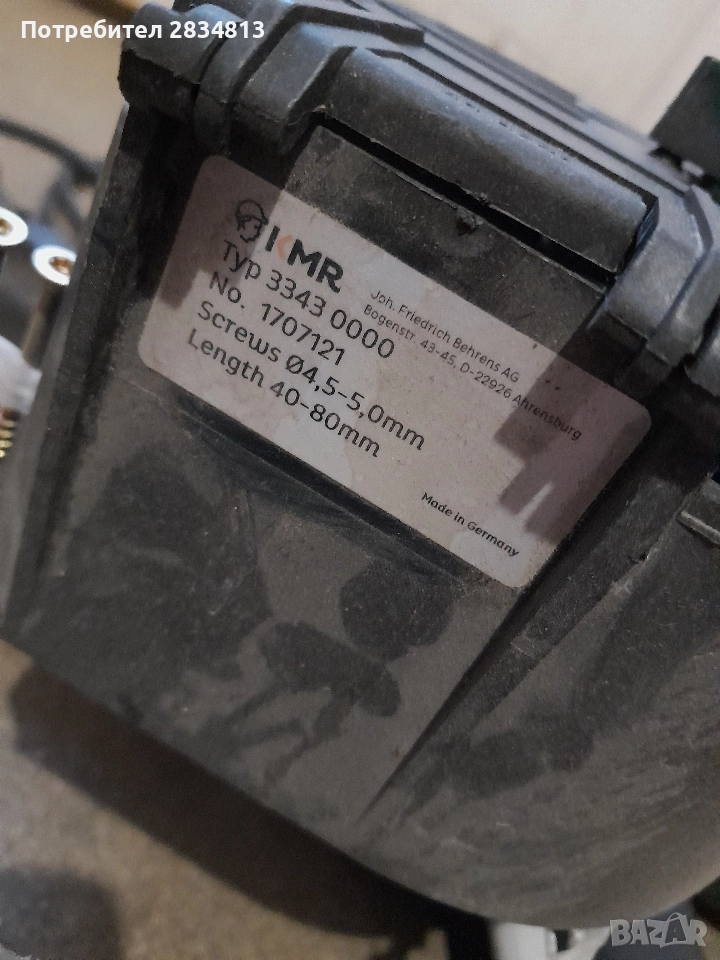 Потребител 2834813
KMR
Typ 3343 0000
No. 1707121
Screws Ø4,5-5,0mm
Length 40-80mm
Joh. Friedrich Behrens AG
Bogenstr. 43-45, D-22926 Ahrensburg
Made in Germany
BAZAR